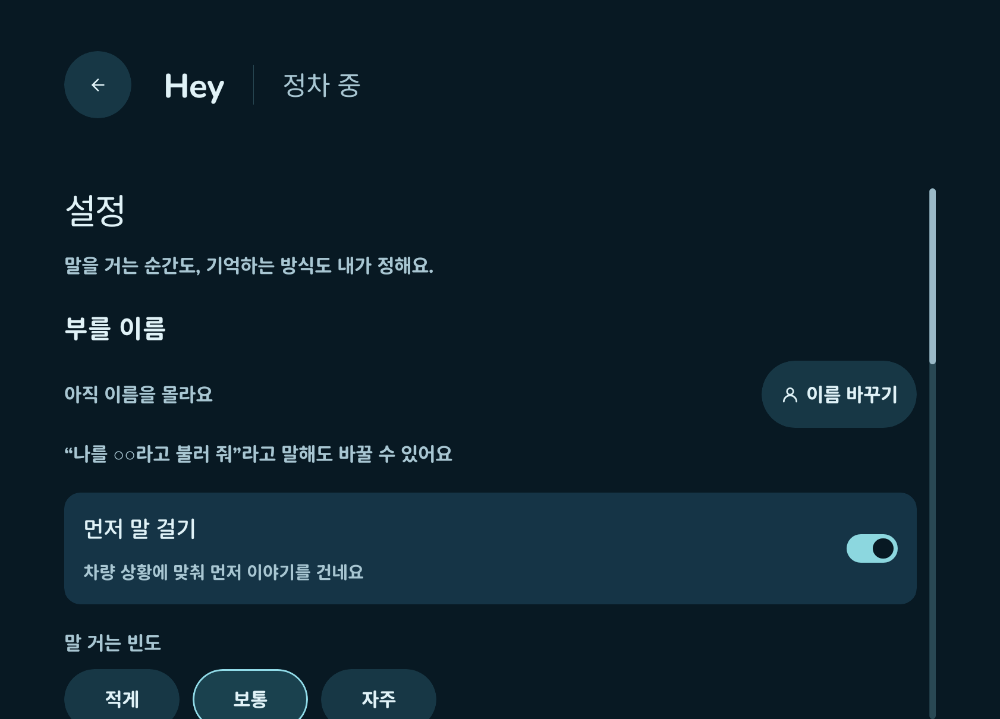 Hey
정차 중
설정
말을 거는 순간도, 기억하는 방식도 내가 정해요.
부를 이름
아직 이름을 몰라요
이름 바꾸기
“나를 ○○라고 불러 줘”라고 말해도 바꿀 수 있어요
먼저 말 걸기
차량 상황에 맞춰 먼저 이야기를 건네요
말 거는 빈도
적게
보통
자주